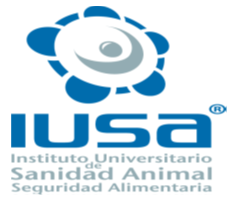 IUSA®
Instituto Universitario
de
Sanidad Animal
Seguridad Alimentaria